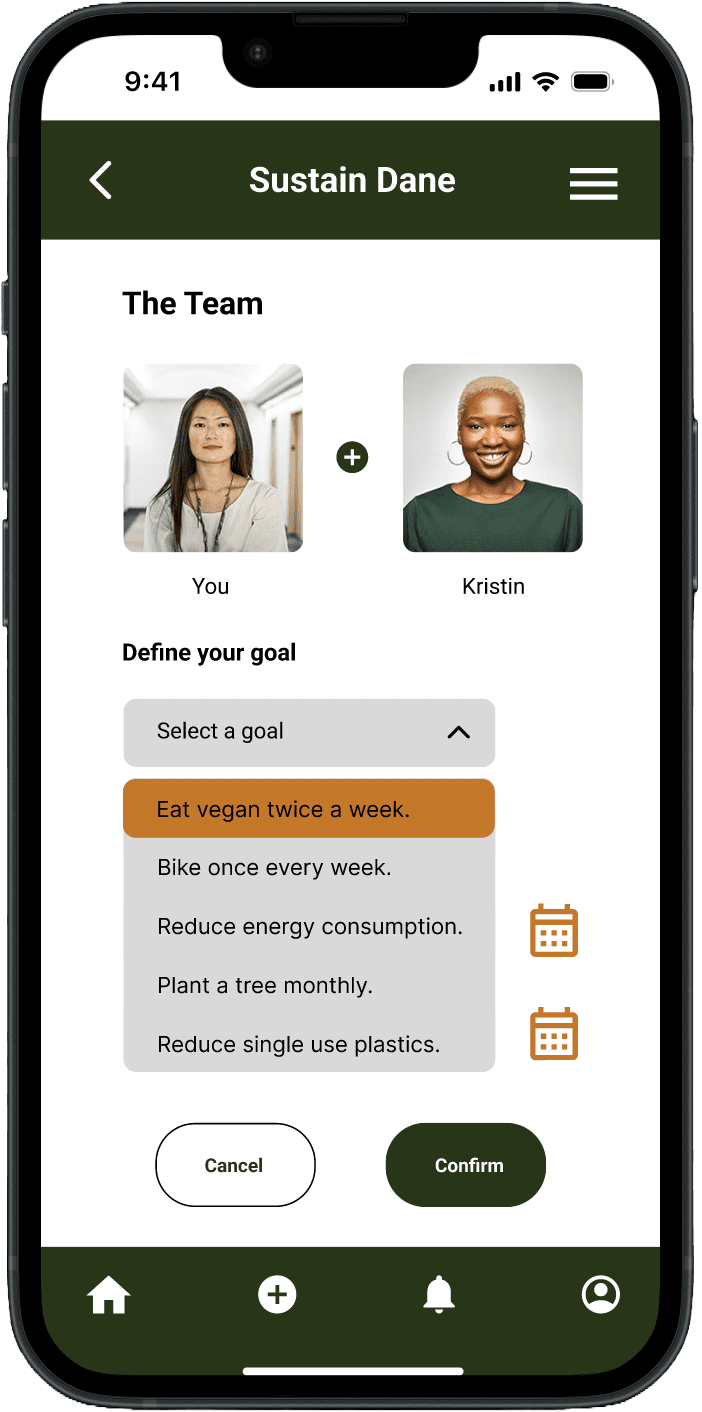 9:41
Sustain Dane
The Team
You
Kristin
Define your goal
Select a goal
Eat vegan twice a week.
Bike once every week.
Reduce energy consumption.
Plant a tree monthly.
Reduce single use plastics.
Cancel
Confirm